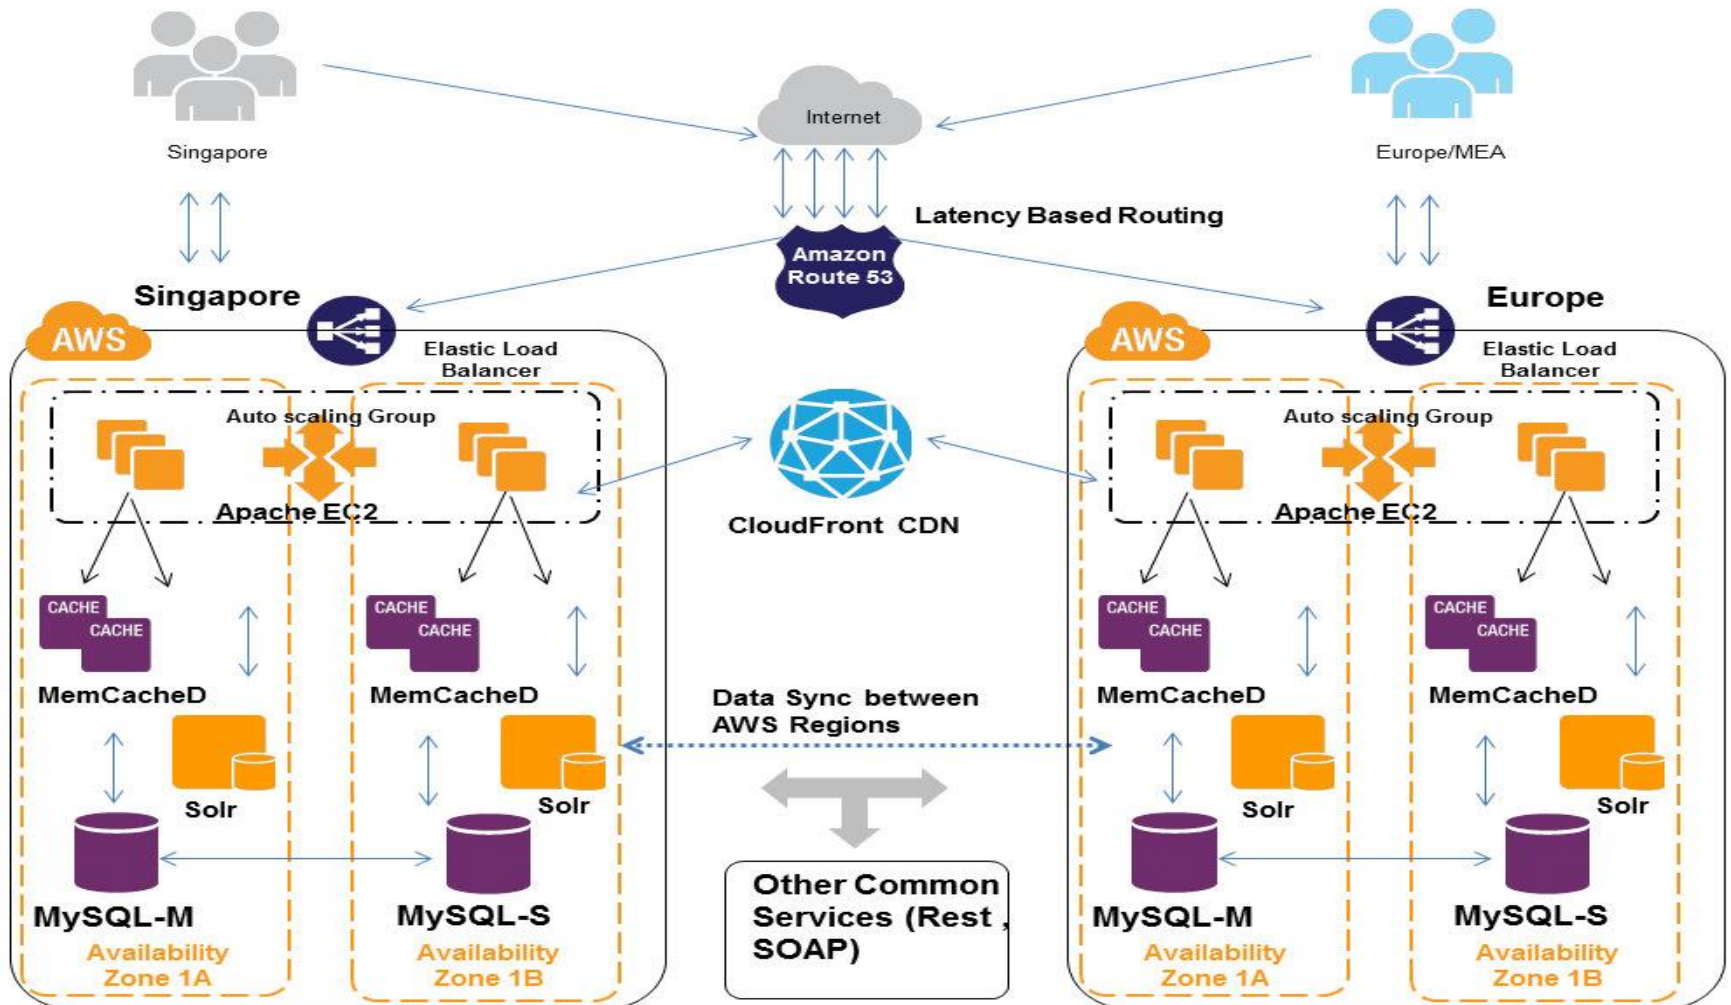 Internet
Singapore
Europe/MEA
Latency Based Routing
Amazon
Route 53
Singapore
Europe
AWS
Elastic Load
Balancer
Auto scaling Group
Apache EC2
CACHE
CACHE
MemCacheD
CACHE
CACHE
MemCacheD
Solr
Solr
MySQL-M
MySQL-S
Availability
Zone 1A
Availability
Zone 1B
CloudFront CDN
Data Sync between
AWS Regions
Other Common
Services (Rest ,
SOAP)
AWS
Elastic Load
Balancer
Auto scaling Group
Apache EC2
CACHE
CACHE
MemCacheD
CACHE
CACHE
MemCacheD
Solr
Solr
MySQL-M
MySQL-S
Availability
Zone 1A
Availability
Zone 1B